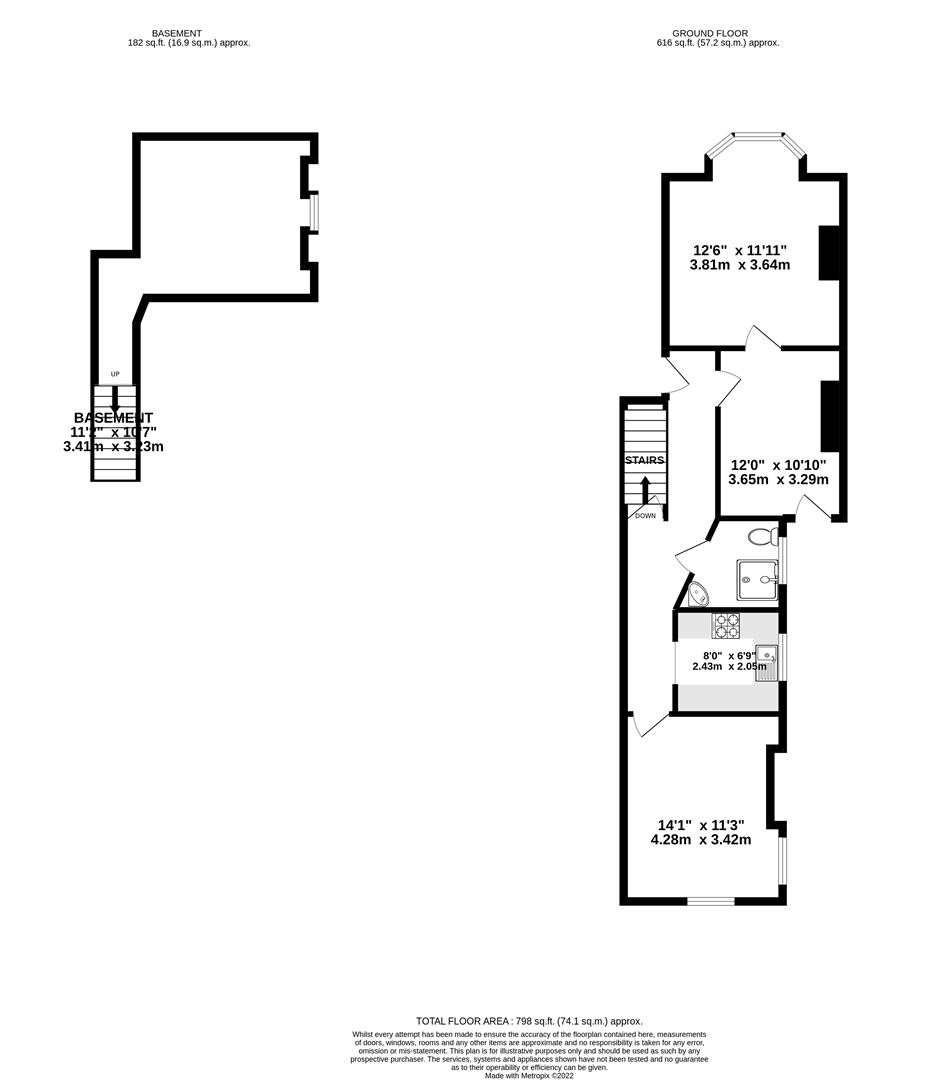 BASEMENT
182 sq.ft. (16.9 sq.m.) approx.
GROUND FLOOR
616 sq.ft. (57.2 sq.m.) approx.
12'6" x 11'11"
3.81m x 3.64m
UP
BASEMENT
11'2" x 10'7"
3.41m x 3.23m
STAIRS
12'0" x 10'10"
3.65m x 3.29m
DOWN
8'0" x 6'9"
2.43m x 2.05m
14'1" x 11'3"
4.28m x 3.42m
TOTAL FLOOR AREA : 798 sq.ft. (74.1 sq.m.) approx.
Whilst every attempt has been made to ensure the accuracy of the floorplan contained here, measurements
of doors, windows, rooms and any other items are approximate and no responsibility is taken for any error,
omission or mis-statement. This plan is for illustrative purposes only and should be used as such by any
prospective purchaser. The services, systems and appliances shown have not been tested and no guarantee
as to their operability or efficiency can be given.
Made with Metropix ©2022